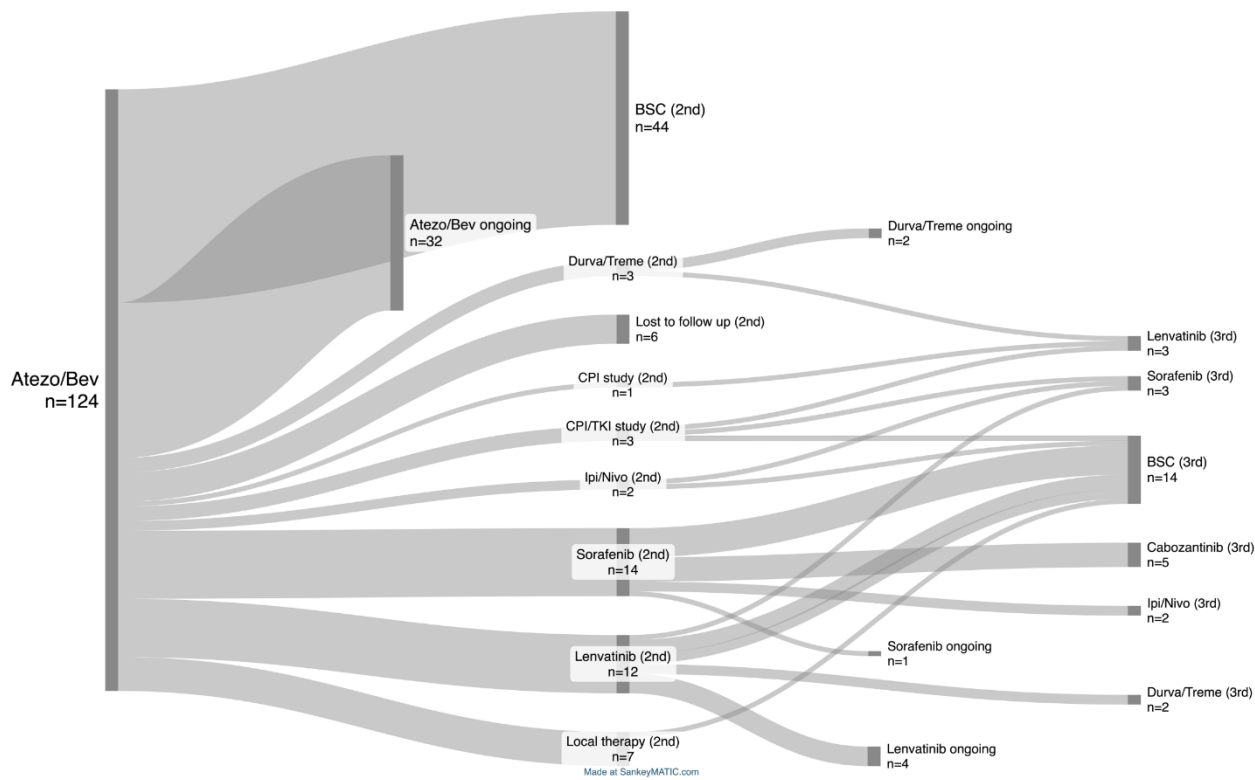 Atezo/Bev
n=124
Atezo/Bev ongoing
n=32
BSC (2nd)
n=44
Durva/Treme (2nd)
n=3
Lost to follow up (2nd)
n=6
CPI study (2nd)
n=1
CPI/TKI study (2nd)
n=3
Ipi/Nivo (2nd)
n=2
Sorafenib (2nd)
n=14
Lenvatinib (2nd)
n=12
Local therapy (2nd)
n=7
Durva/Treme ongoing
n=2
Sorafenib ongoing
n=1
Lenvatinib ongoing
n=4
Lenvatinib (3rd)
n=3
Sorafenib (3rd)
n=3
BSC (3rd)
n=14
Cabozantinib (3rd)
n=5
Ipi/Nivo (3rd)
n=2
Durva/Treme (3rd)
n=2
Made at SankeyMATIC.com